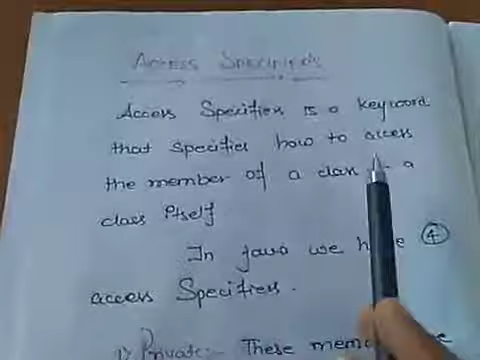 Access Specifiers
Access Specifier is a keyword
that specifies how to access
the member of a class a
class itself
In java we have 4
access Specifiers.
1) Private:- These mem